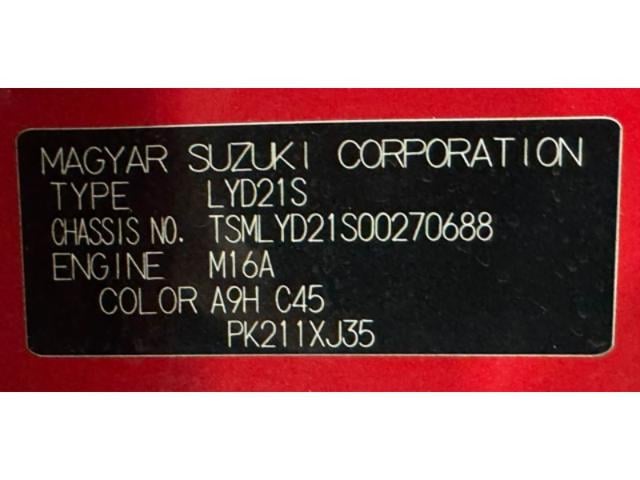 MAGYAR SUZUKI CORPORATION
TYPE LYD21S
CHASSIS NO. TSMLYD21S00270688
ENGINE M16A
COLOR A9H C45
PK211XJ35